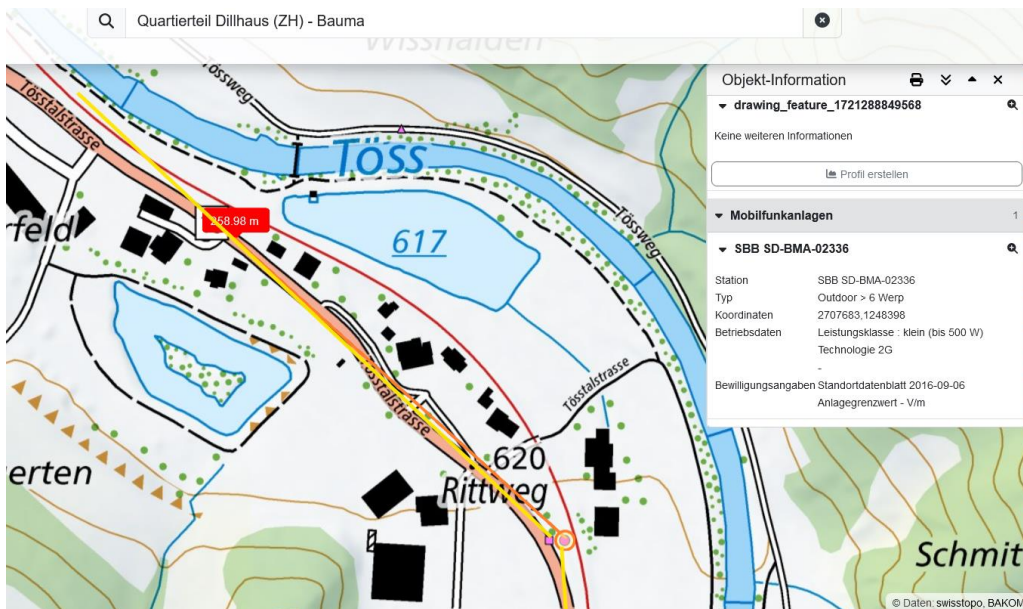 Quartierteil Dillhaus (ZH) - Bauma
Wisshalden
Tösstalstrasse
Tössweg
Töss
617
Tössweg
rfeld
258.98 m
Tösstalstrasse
Tösstalstrasse
620
Rittweg
erten
Schmit
Objekt-Information
drawing_feature_1721288849568
Keine weiteren Informationen
Profil erstellen
Mobilfunkanlagen 1
SBB SD-BMA-02336
Station SBB SD-BMA-02336
Typ Outdoor > 6 Werp
Koordinaten 2707683,1248398
Betriebsdaten Leistungsklasse : klein (bis 500 W)
Technologie 2G
-
Bewiligungsangaben Standortdatenblatt 2016-09-06
Anlagegrenzwert - V/m
© Daten: swisstopo, BAKOM